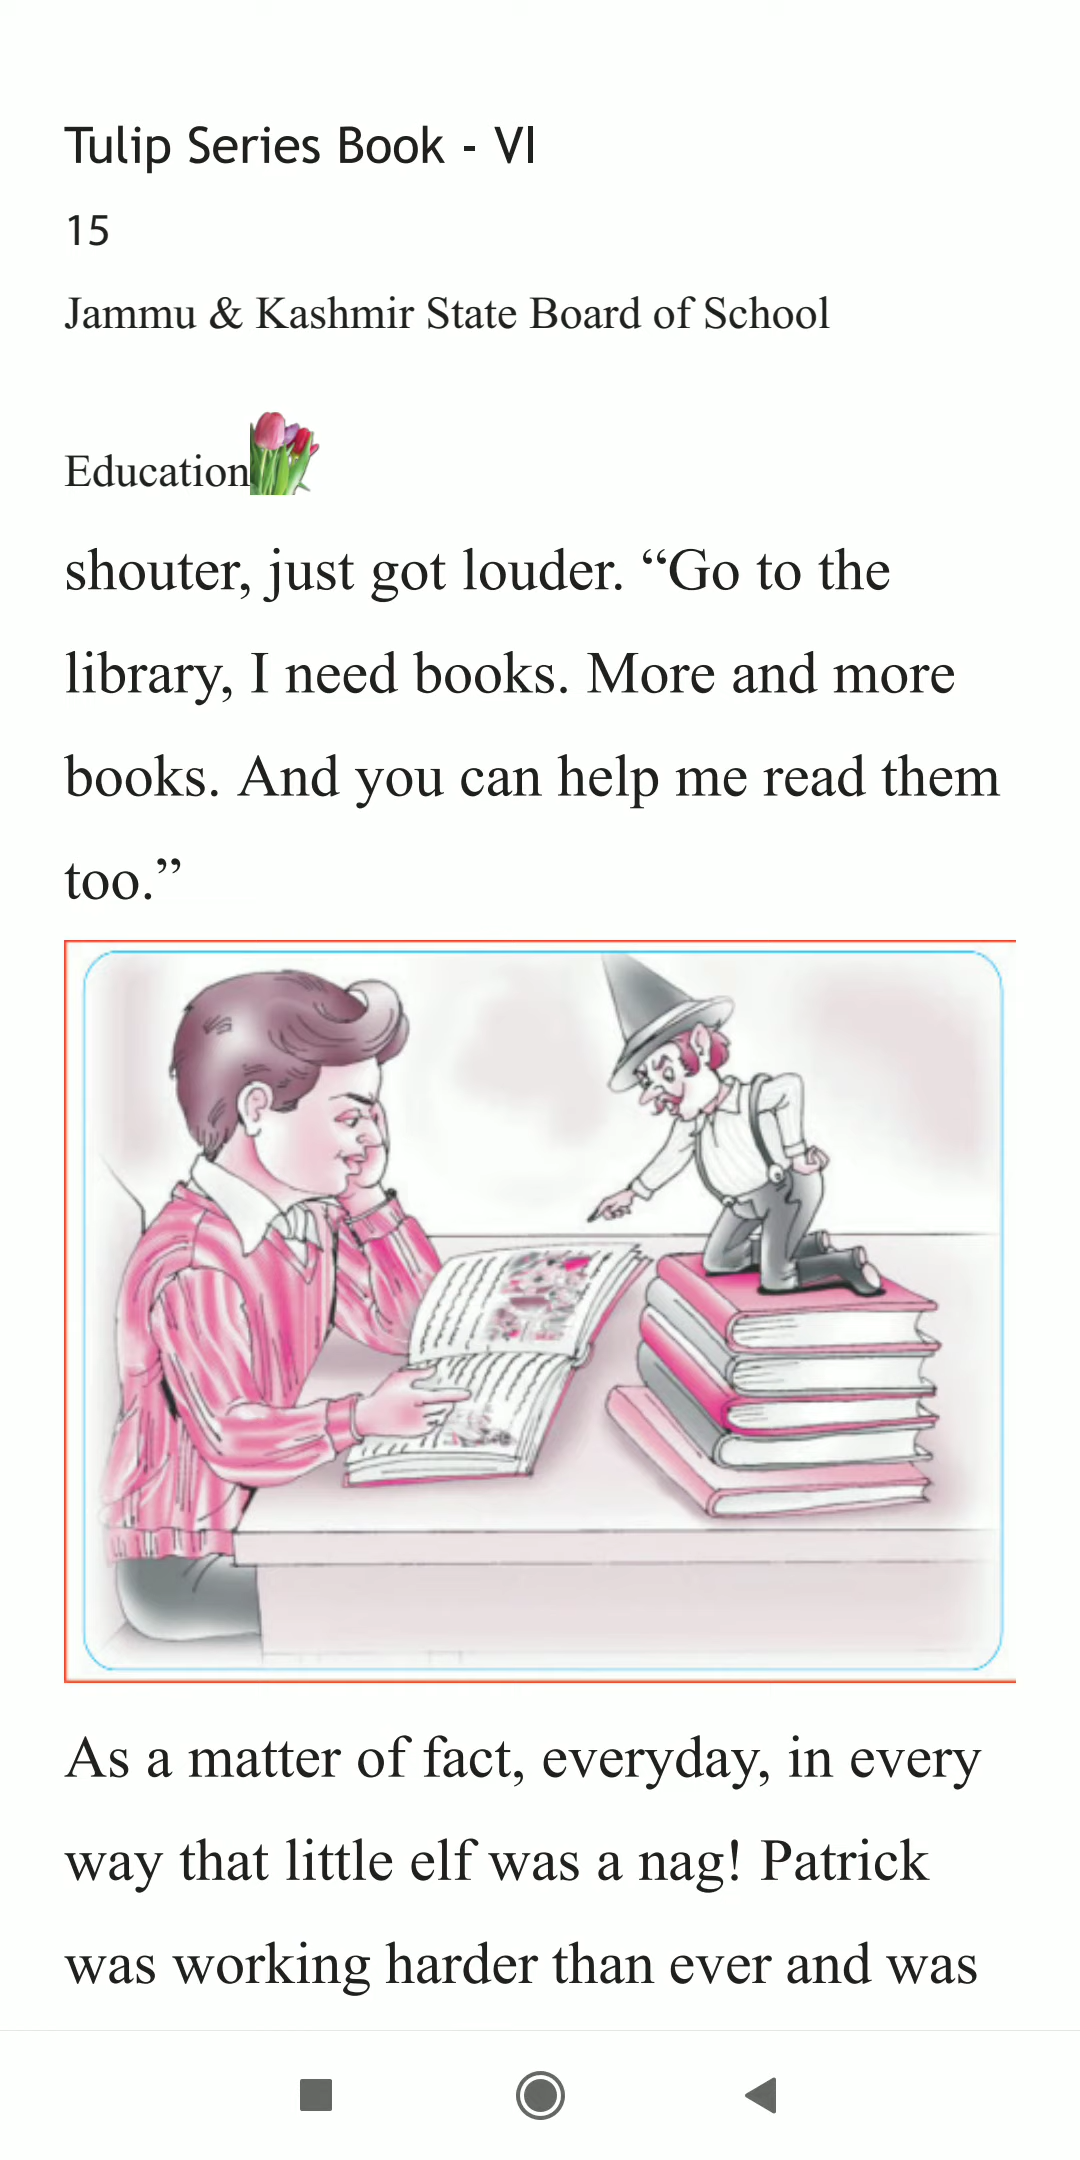 Tulip Series Book - VI
15
Jammu & Kashmir State Board of School
Education
shouter, just got louder. “Go to the
library, I need books. More and more
books. And you can help me read them
too.”
As a matter of fact, everyday, in every
way that little elf was a nag! Patrick
was working harder than ever and was